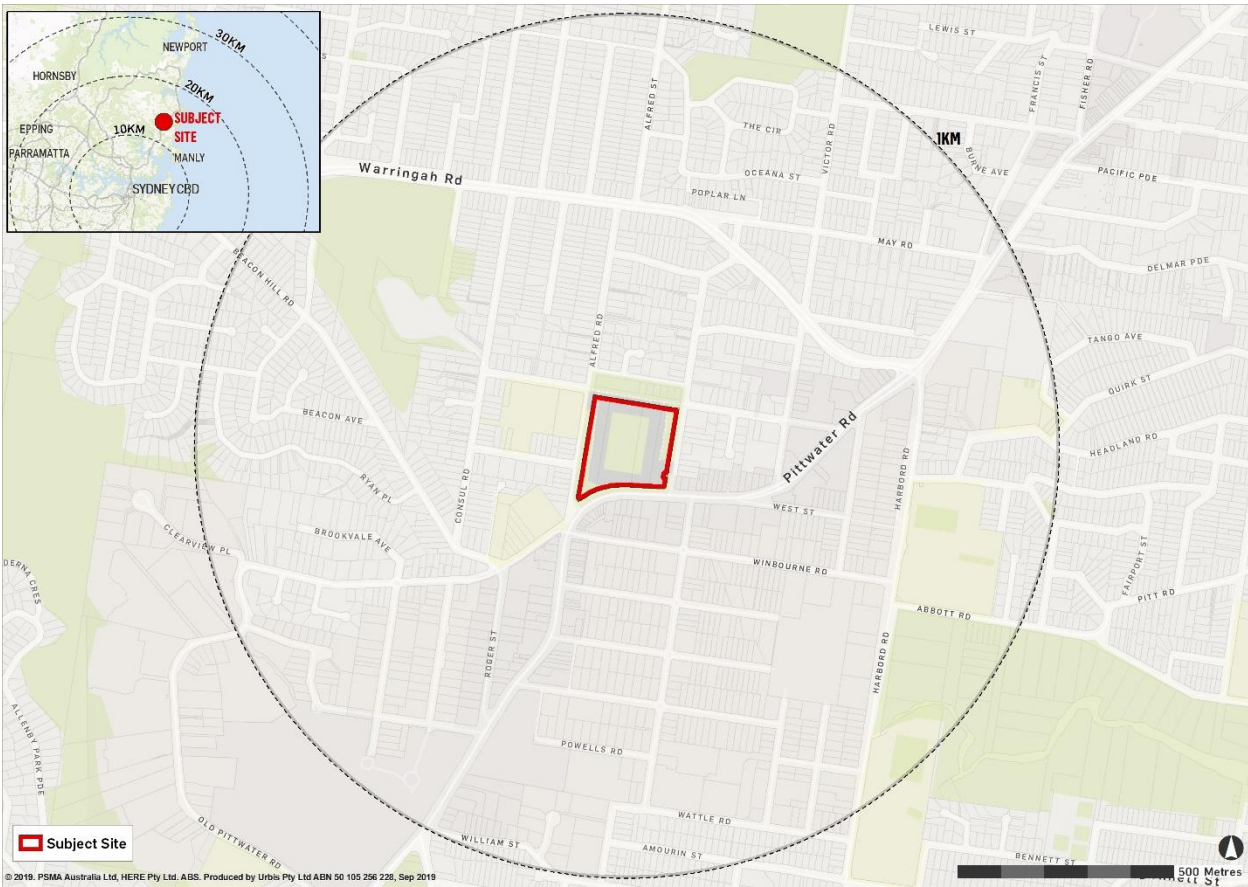 NEWPORT
30KM
HORNSBY
20KM
SUBJECT
SITE
10KM
EPPING
PARRAMATTA
MANLY
SYDNEY CBD
LEWIS ST
FRANCIS ST
FISHER RD
ALFRED ST
THE CIR
VICTOR RD
1KM
BURNE AVE
PACIFIC PDE
OCEANA ST
POPLAR LN
Warringah Rd
MAY RD
DELMAR PDE
BEACON HILL RD
ALFRED RD
TANGO AVE
QUIRK ST
BEACON AVE
Pittwater Rd
HEADLAND RD
HARBORD RD
RYAN PL
CONSUL RD
WEST ST
CLEARVIEW PL
BROOKVALE AVE
WINBOURNE RD
FAIRPORT ST
PITT RD
DERNA CRES
ABBOTT RD
ROGER ST
HARBORD RD
ALLENBY PARK PDE
POWELLS RD
WATTLE RD
OLD PITTWATER RD
WILLIAM ST
AMOURIN ST
BENNETT ST
Subject Site
500 Metres
© 2019. PSMA Australia Ltd, HERE Pty Ltd. ABS. Produced by Urbis Pty Ltd ABN 50 105 256 228, Sep 2019